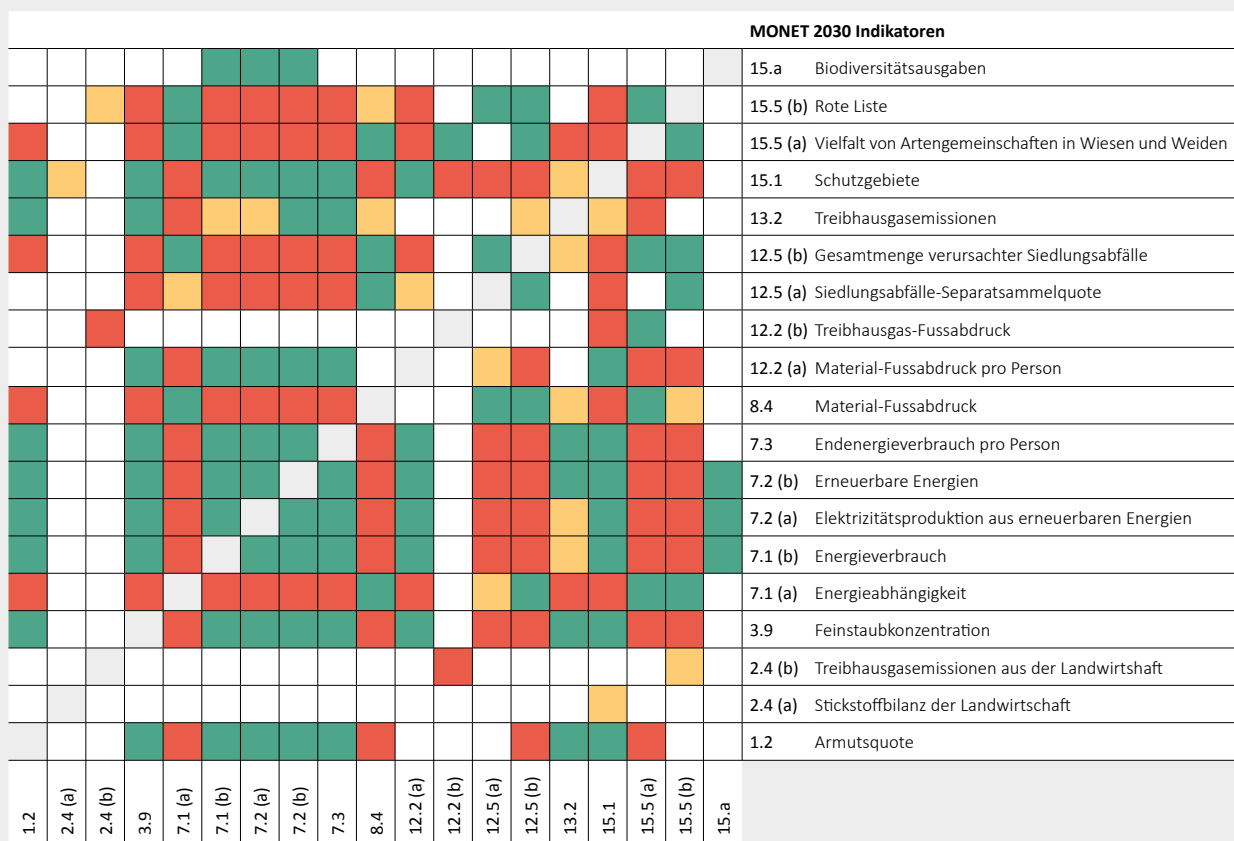 MONET 2030 Indikatoren
15.a Biodiversitätsausgaben
15.5 (b) Rote Liste
15.5 (a) Vielfalt von Artengemeinschaften in Wiesen und Weiden
15.1 Schutzgebiete
13.2 Treibhausgasemissionen
12.5 (b) Gesamtmenge verursachter Siedlungsabfälle
12.5 (a) Siedlungsabfälle-Separatsammelquote
12.2 (b) Treibhausgas-Fussabdruck
12.2 (a) Material-Fussabdruck pro Person
8.4 Material-Fussabdruck
7.3 Endenergieverbrauch pro Person
7.2 (b) Erneuerbare Energien
7.2 (a) Elektrizitätsproduktion aus erneuerbaren Energien
7.1 (b) Energieverbrauch
7.1 (a) Energieabhängigkeit
3.9 Feinstaubkonzentration
2.4 (b) Treibhausgasemissionen aus der Landwirtshaft
2.4 (a) Stickstoffbilanz der Landwirtschaft
1.2 Armutsquote
1.2
2.4 (a)
2.4 (b)
3.9
7.1 (a)
7.1 (b)
7.2 (a)
7.2 (b)
7.3
8.4
12.2 (a)
12.2 (b)
12.5 (a)
12.5 (b)
13.2
15.1
15.5 (a)
15.5 (b)
15.a